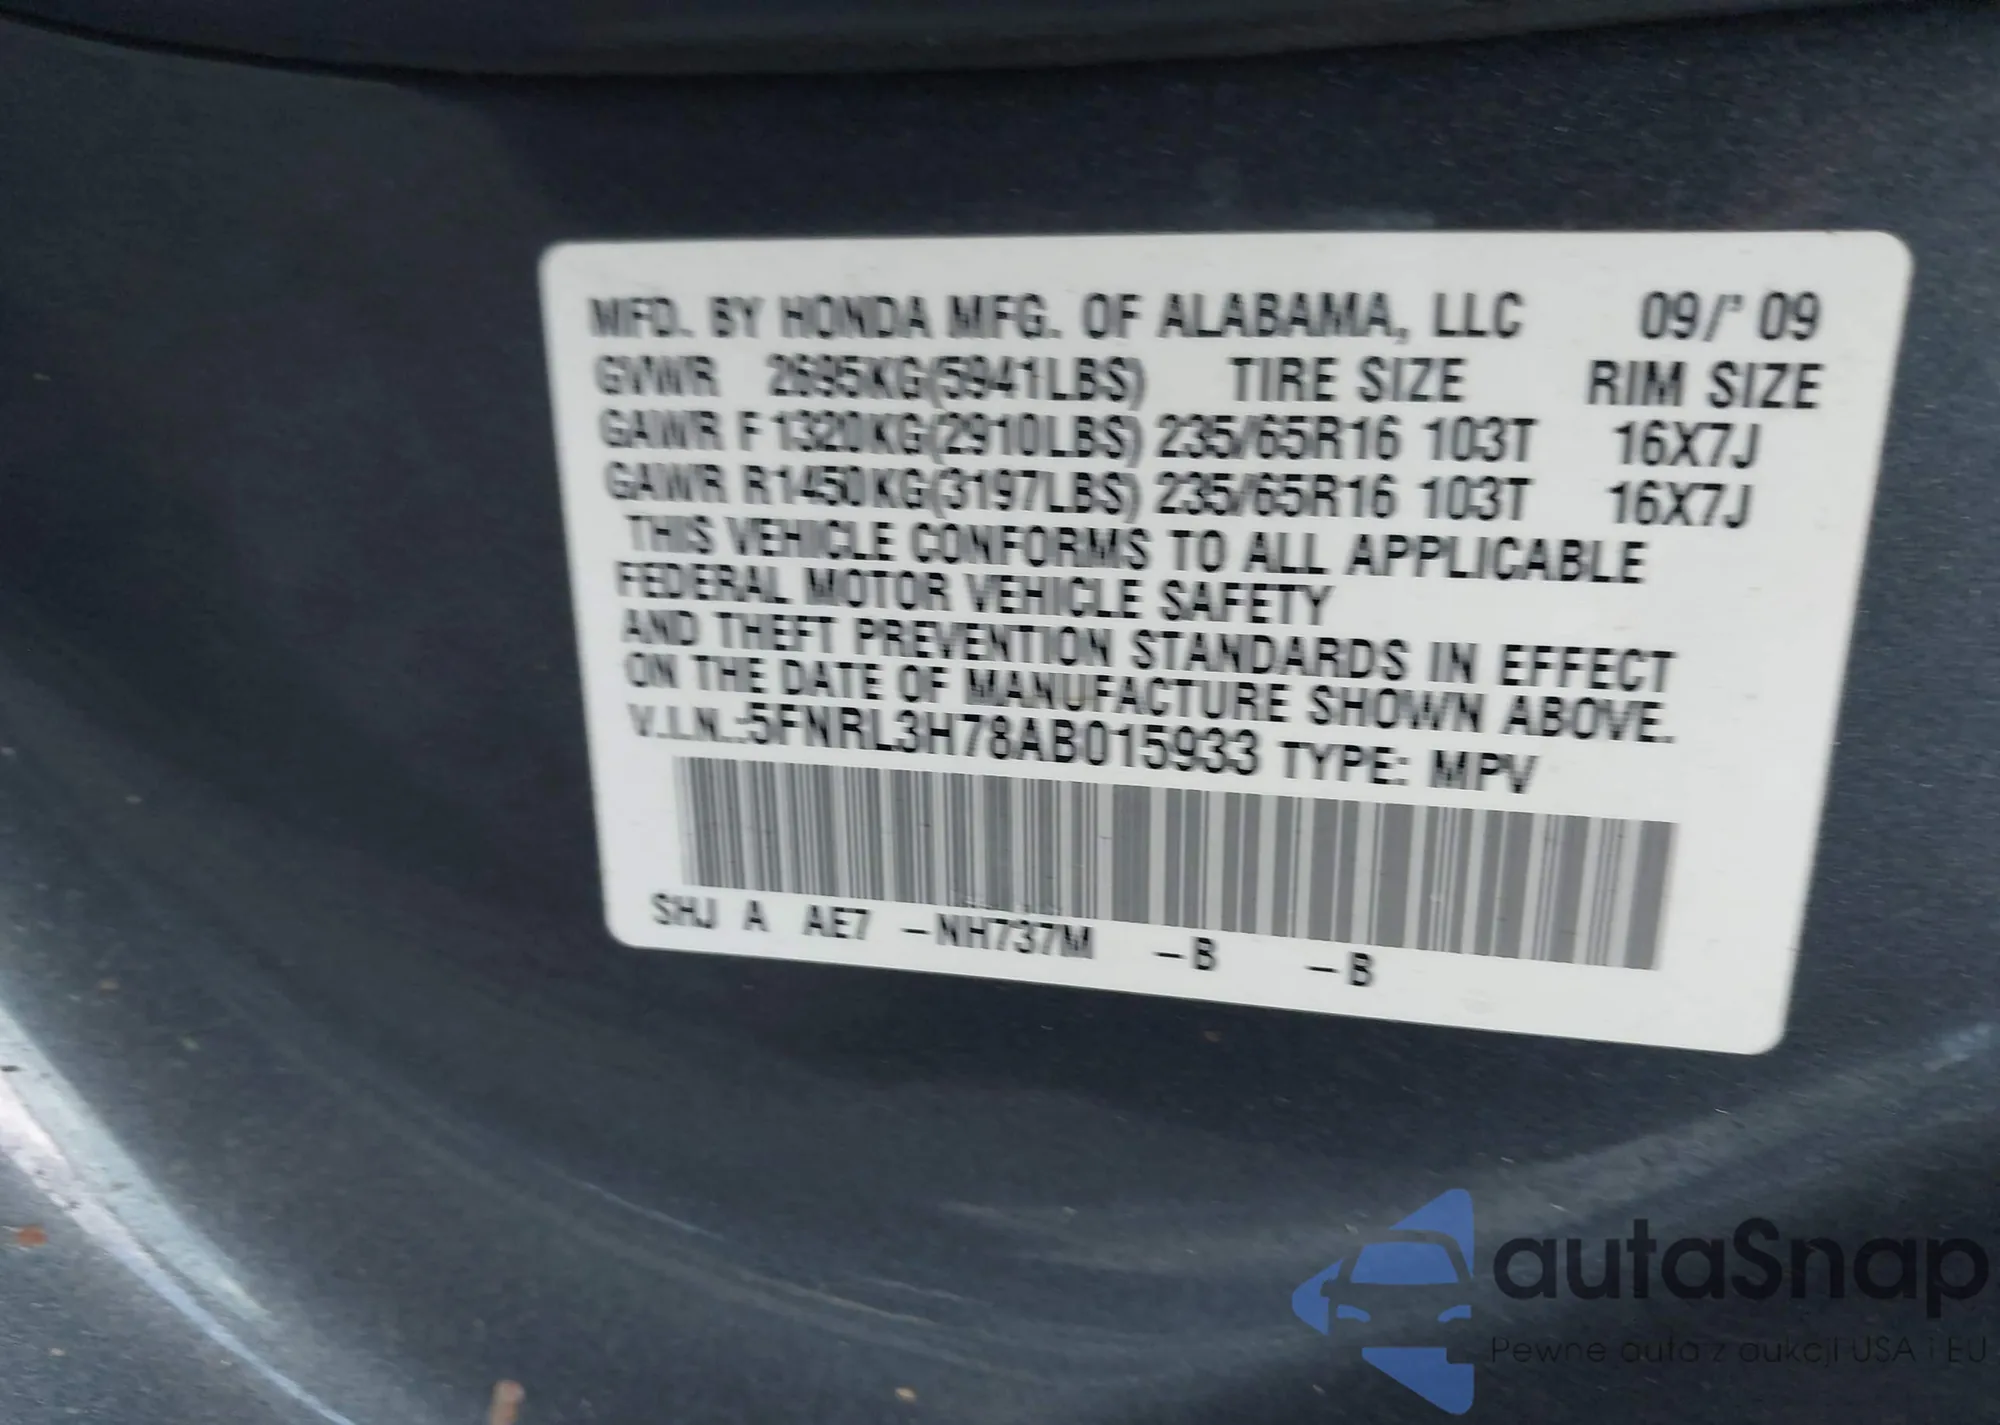 MFD. BY HONDA MFG. OF ALABAMA, LLC 09/' 09
GVWR 2695KG(5941LBS) TIRE SIZE RIM SIZE
GAWR F 1320KG(2910LBS) 235/65R16 103T 16X7J
GAWR R1450KG(3197LBS) 235/65R16 103T 16X7J
THIS VEHICLE CONFORMS TO ALL APPLICABLE
FEDERAL MOTOR VEHICLE SAFETY
AND THEFT PREVENTION STANDARDS IN EFFECT
ON THE DATE OF MANUFACTURE SHOWN ABOVE.
V.I.N.:5FNRL3H78AB015933 TYPE: MPV
SHJ A AE7 -NH737M -B -B
autaSnap
Pewne auta z aukcji USA i EU